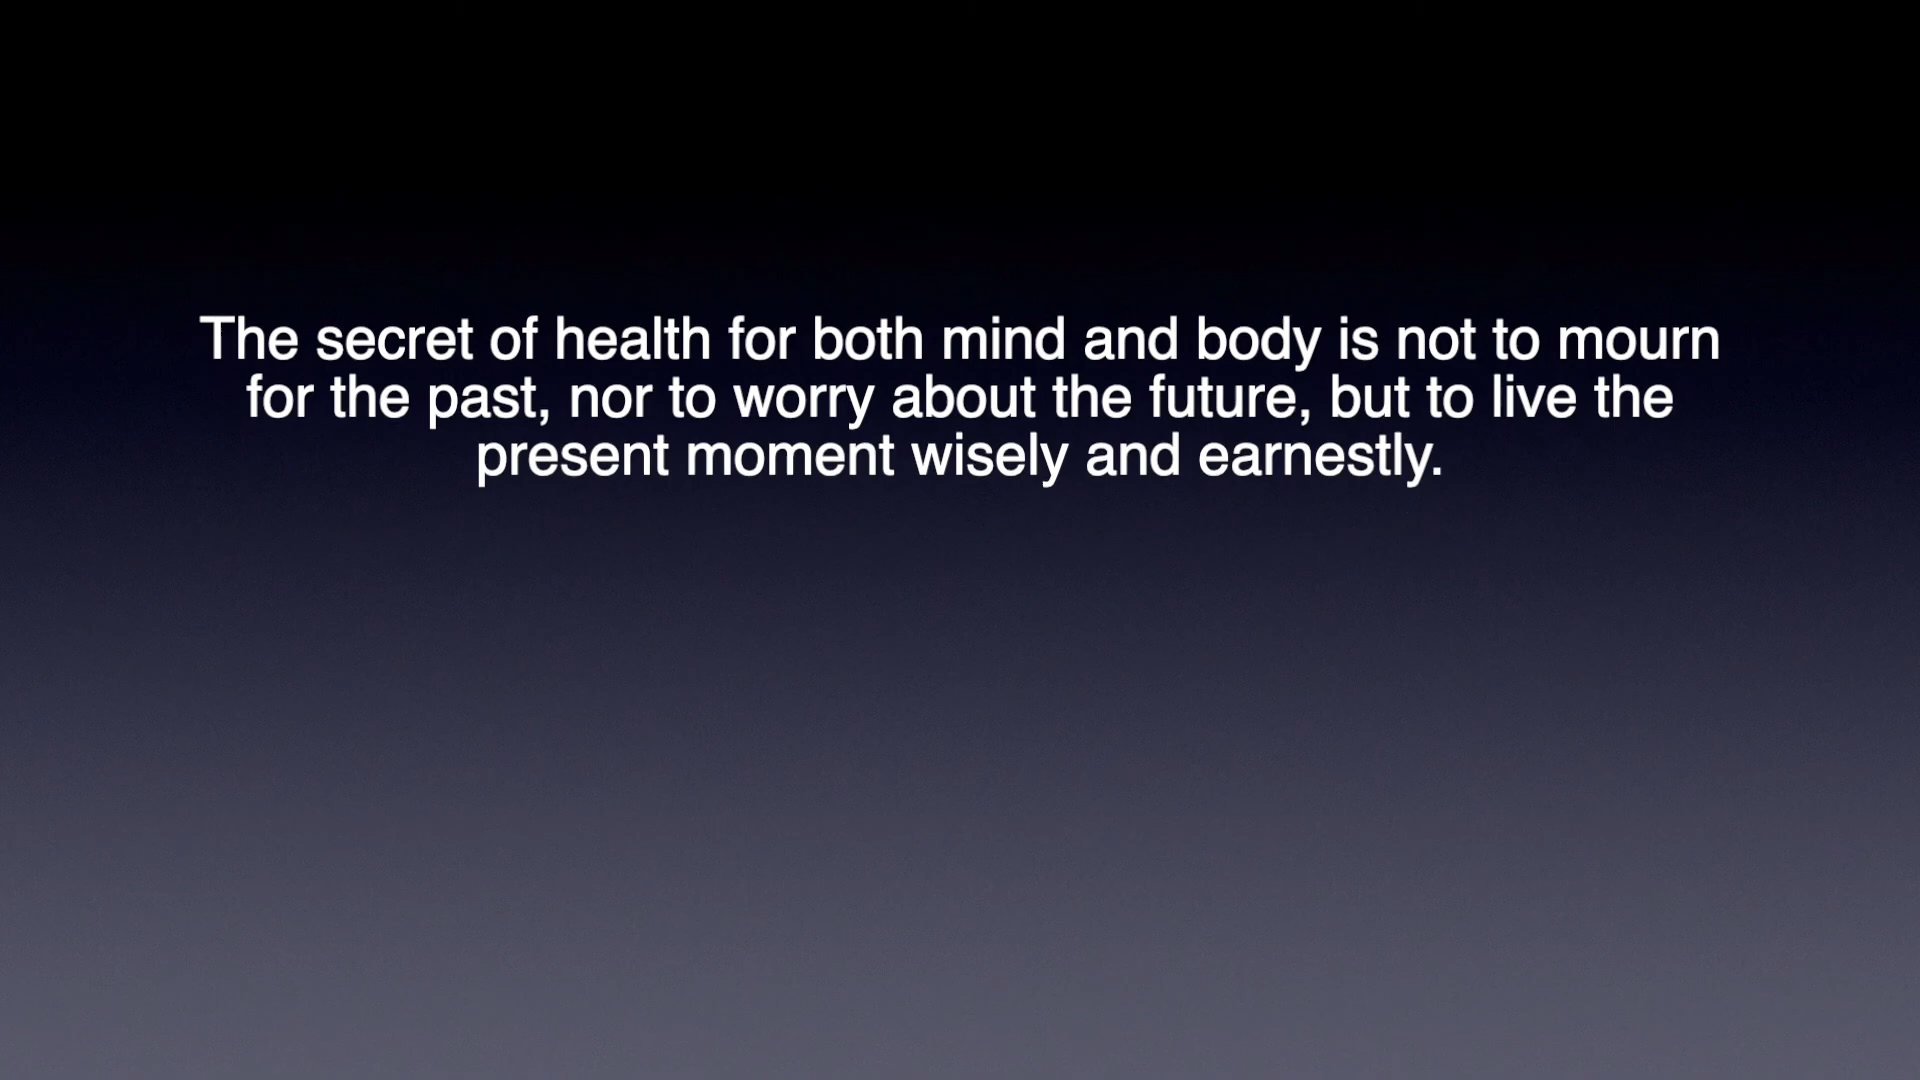 The secret of health for both mind and body is not to mourn
for the past, nor to worry about the future, but to live the
present moment wisely and earnestly.